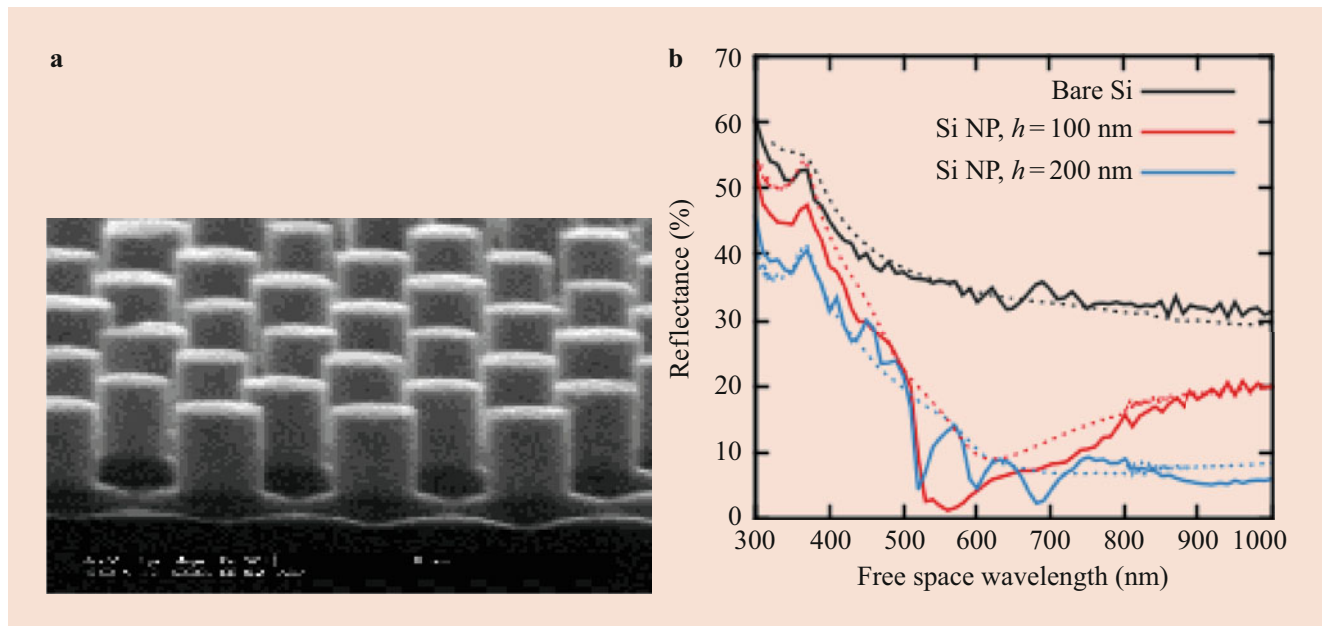 a
b
70
60
50
40
30
20
10
0
Reflectance (%)
Bare Si
Si NP, h = 100 nm
Si NP, h = 200 nm
300 400 500 600 700 800 900 1000
Free space wavelength (nm)